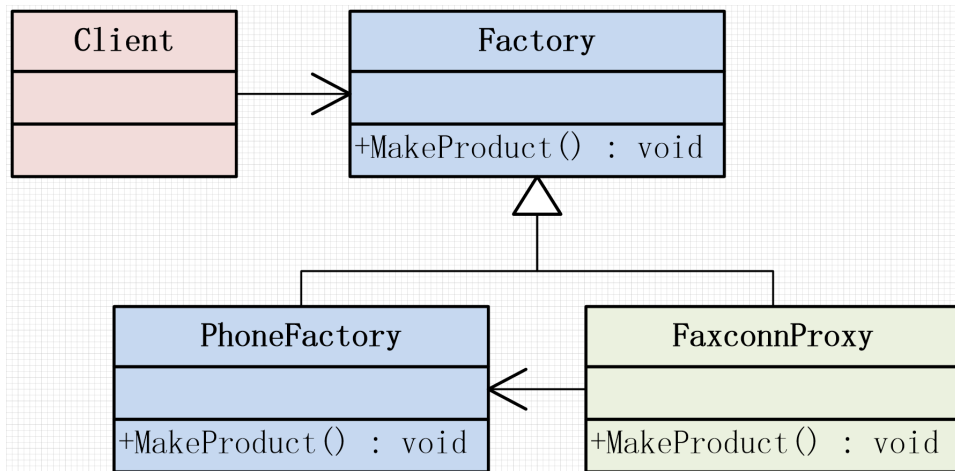 Client
Factory
+MakeProduct() : void
PhoneFactory
FaxconnProxy
+MakeProduct() : void
+MakeProduct() : void